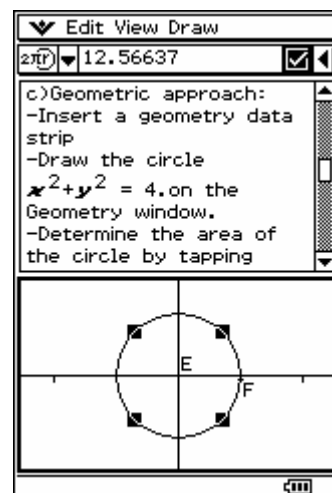 Edit View Draw
2πr 12.56637
c)Geometric approach:
-Insert a geometry data
strip
-Draw the circle
x²+y² = 4.on the
Geometry window.
-Determine the area of
the circle by tapping
E
F